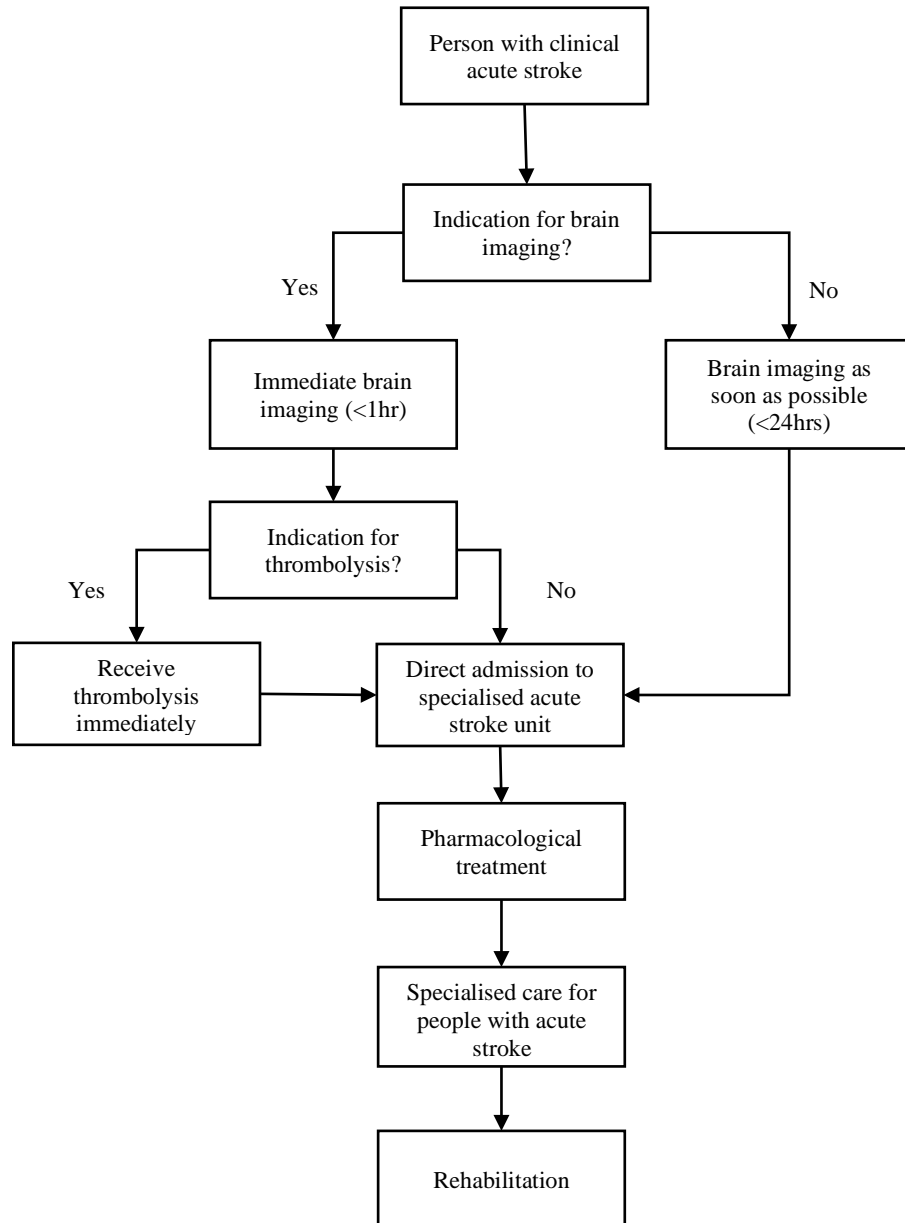 Person with clinical
acute stroke
Indication for brain
imaging?
Yes
No
Immediate brain
imaging (<1hr)
Brain imaging as
soon as possible
(<24hrs)
Indication for
thrombolysis?
Yes
No
Receive
thrombolysis
immediately
Direct admission to
specialised acute
stroke unit
Pharmacological
treatment
Specialised care for
people with acute
stroke
Rehabilitation